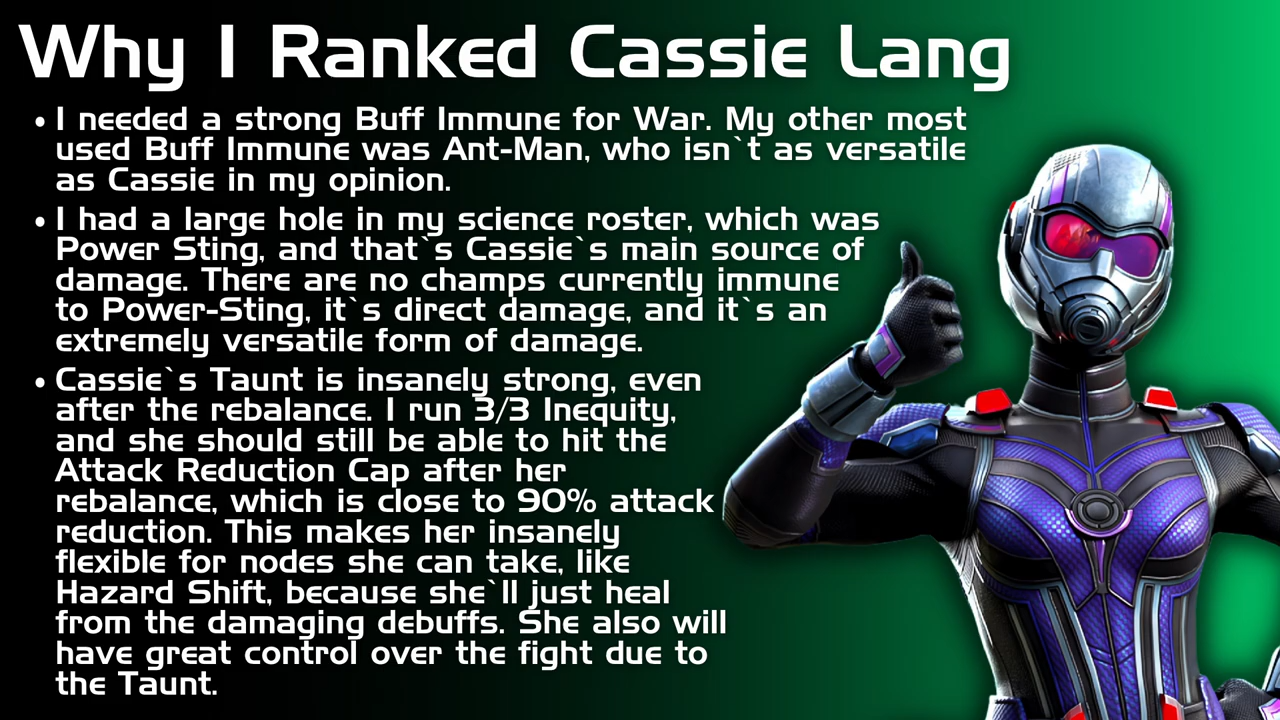 Why I Ranked Cassie Lang
• I needed a strong Buff Immune for War. My other most
used Buff Immune was Ant-Man, who isn`t as versatile
as Cassie in my opinion.
• I had a large hole in my science roster, which was
Power Sting, and that`s Cassie`s main source of
damage. There are no champs currently immune
to Power-Sting, it`s direct damage, and it`s an
extremely versatile form of damage.
• Cassie`s Taunt is insanely strong, even
after the rebalance. I run 3/3 Inequity,
and she should still be able to hit the
Attack Reduction Cap after her
rebalance, which is close to 90% attack
reduction. This makes her insanely
flexible for nodes she can take, like
Hazard Shift, because she`ll just heal
from the damaging debuffs. She also will
have great control over the fight due to
the Taunt.